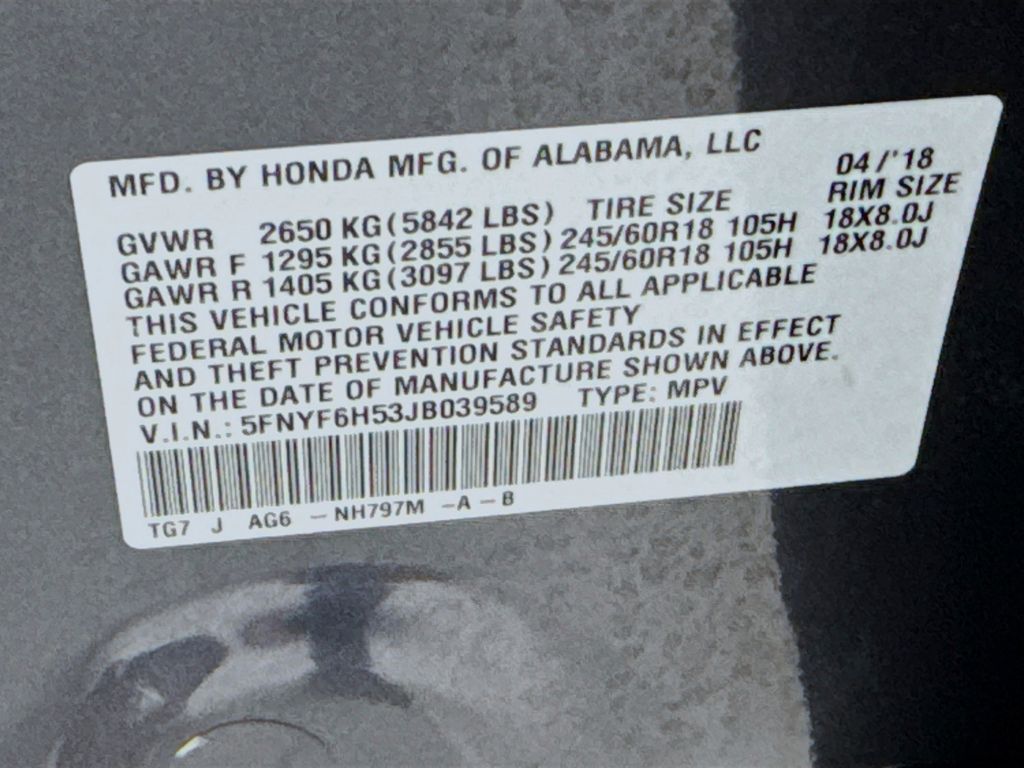 MFD. BY HONDA MFG. OF ALABAMA, LLC 04/'18
GVWR 2650 KG(5842 LBS) TIRE SIZE RIM SIZE
GAWR F 1295 KG(2855 LBS) 245/60R18 105H 18X8.0J
GAWR R 1405 KG(3097 LBS) 245/60R18 105H 18X8.0J
THIS VEHICLE CONFORMS TO ALL APPLICABLE
FEDERAL MOTOR VEHICLE SAFETY
AND THEFT PREVENTION STANDARDS IN EFFECT
ON THE DATE OF MANUFACTURE SHOWN ABOVE.
V.I.N.: 5FNYF6H53JB039589 TYPE: MPV
TG7 J AG6 -NH797M -A-B